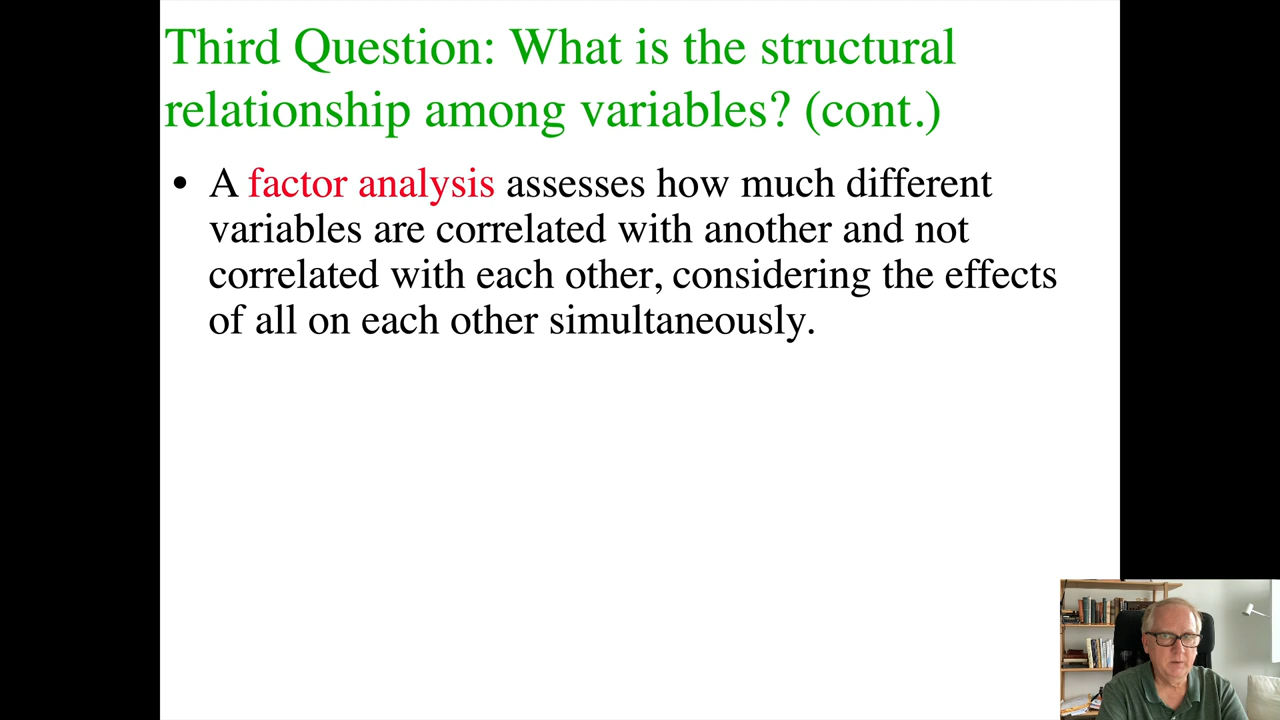 Third Question: What is the structural
relationship among variables? (cont.)
• A factor analysis assesses how much different
variables are correlated with another and not
correlated with each other, considering the effects
of all on each other simultaneously.